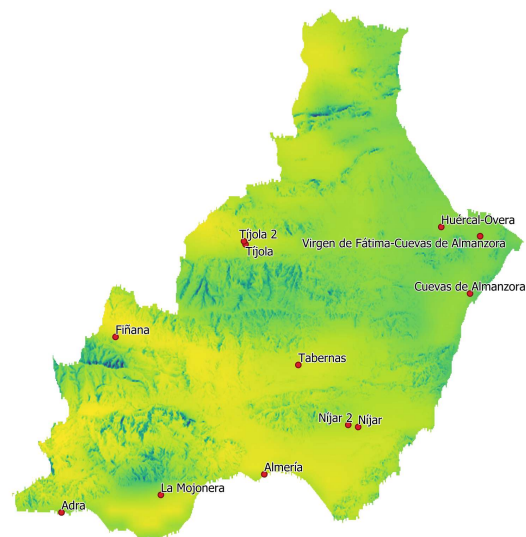 Huércal-Overa
Tíjola 2
Virgen de Fátima-Cuevas de Almanzora
Tíjola
Cuevas de Almanzora
Fiñana
Tabernas
Níjar 2
Níjar
Almería
La Mojonera
Adra